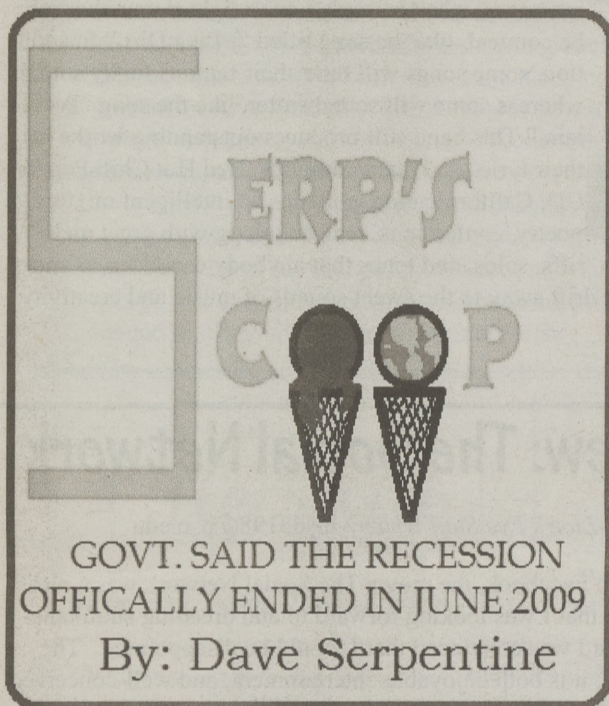 SERP'S
SCOOP
GOVT. SAID THE RECESSION
OFFICALLY ENDED IN JUNE 2009
By: Dave Serpentine